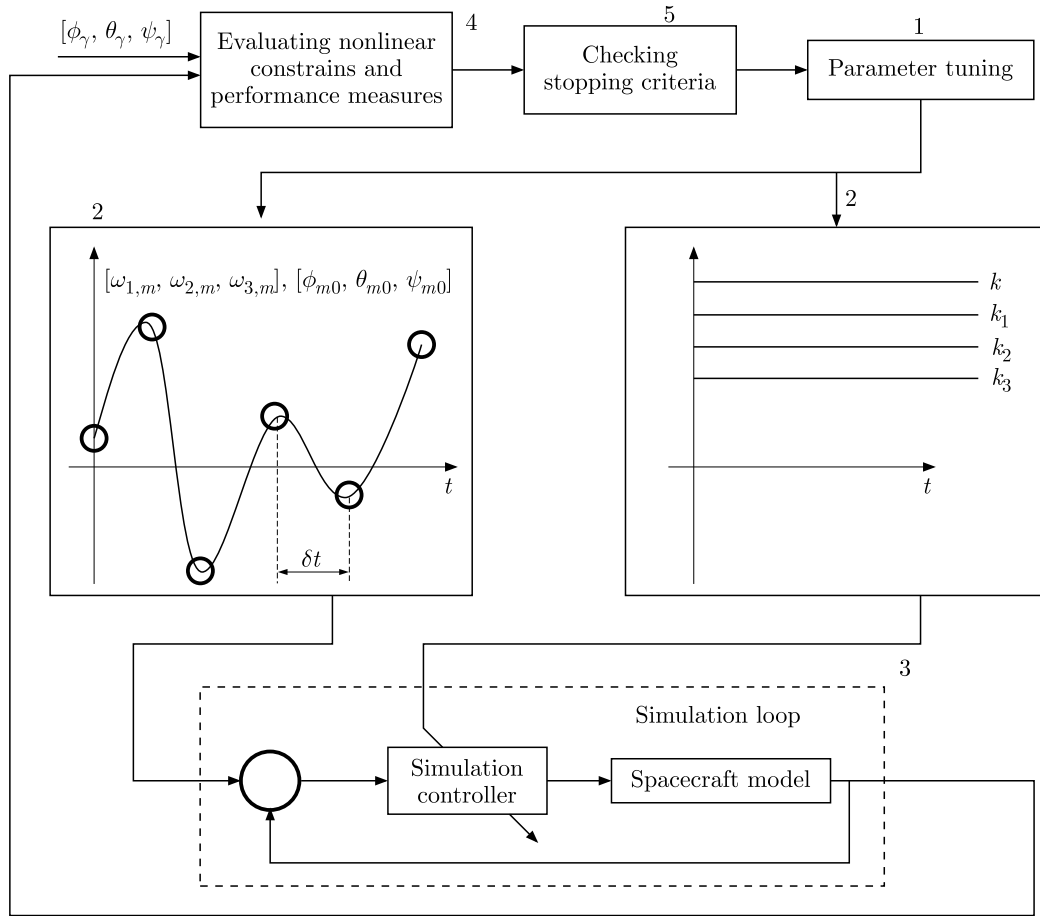 [ϕγ, θγ, ψγ]
Evaluating nonlinear
constrains and
performance measures
4
5
Checking
stopping criteria
1
Parameter tuning
2
2
[ω1,m, ω2,m, ω3,m], [ϕm0, θm0, ψm0]
t
δt
k
k1
k2
k3
t
3
Simulation loop
Simulation
controller
Spacecraft model